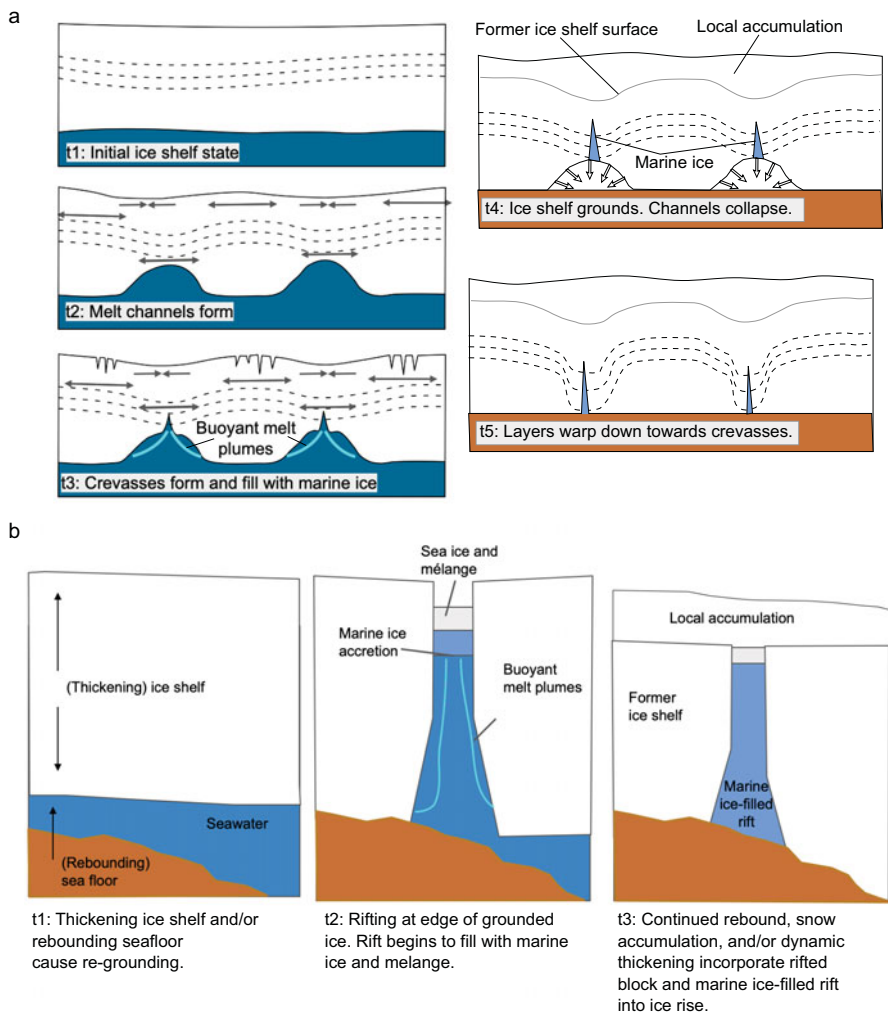 a
t1: Initial ice shelf state
t2: Melt channels form
Buoyant melt
plumes
t3: Crevasses form and fill with marine ice
Former ice shelf surface
Local accumulation
Marine ice
t4: Ice shelf grounds. Channels collapse.
t5: Layers warp down towards crevasses.
b
(Thickening) ice shelf
Seawater
(Rebounding)
sea floor
t1: Thickening ice shelf and/or
rebounding seafloor
cause re-grounding.
Sea ice and
mélange
Marine ice
accretion
Buoyant
melt plumes
t2: Rifting at edge of grounded
ice. Rift begins to fill with marine
ice and melange.
Local accumulation
Former
ice shelf
Marine
ice-filled
rift
t3: Continued rebound, snow
accumulation, and/or dynamic
thickening incorporate rifted
block and marine ice-filled rift
into ice rise.